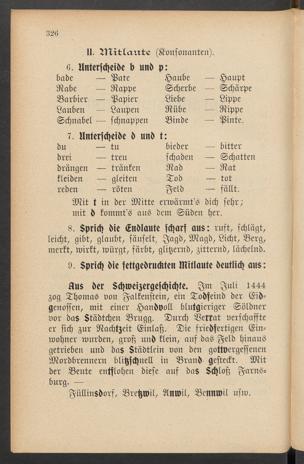 326
II. Mitlaute (Konsonanten).
6. Unterscheide b und p:
bade — Pate Haube — Haupt
Rabe — Rappe Scherbe — Schärpe
Barbier — Papier Liebe — Lippe
Lauben — Lappen Rübe — Rippe
Schnabel — schnappen Binde — Pinte.
7. Unterscheide d und t:
du — tu bieder — bitter
drei — treu schaden — Schatten
drängen — tränken Rad — Rat
kleiden — gleiten Tod — tot
reden — röten Feld — fällt.
Mit t in der Mitte erwärmt's dich sehr;
mit d kommt's aus dem Süden her.
8. Sprich die Endlaute scharf aus: ruft, schlägt,
leicht, gibt, glaubt, säuselt, Jagd, Magd, Licht, Berg,
merkt, wirkt, würgt, färbt, glitzernd, zitternd, lächelnd.
9. Sprich die fettgedruckten Mitlaute deutlich aus:
Aus der Schweizergeschichte. Im Juli 1444
zog Thomas von Falkenstein, ein Todfeind der Eid-
genossen, mit einer Handvoll blutgieriger Söldner
vor das Städtchen Brugg. Durch Verrat verschaffte
er sich zur Nachtzeit Einlaß. Die friedfertigen Ein-
wohner wurden, groß und klein, auf das Feld hinaus
getrieben und das Städtlein von den gottvergessenen
Mordbrennern blitzschnell in Brand gesteckt. Mit
der Beute entflohen diese auf das Schloß Farns-
burg. —
Füllinsdorf, Bretzwil, Anwil, Bennwil usw.